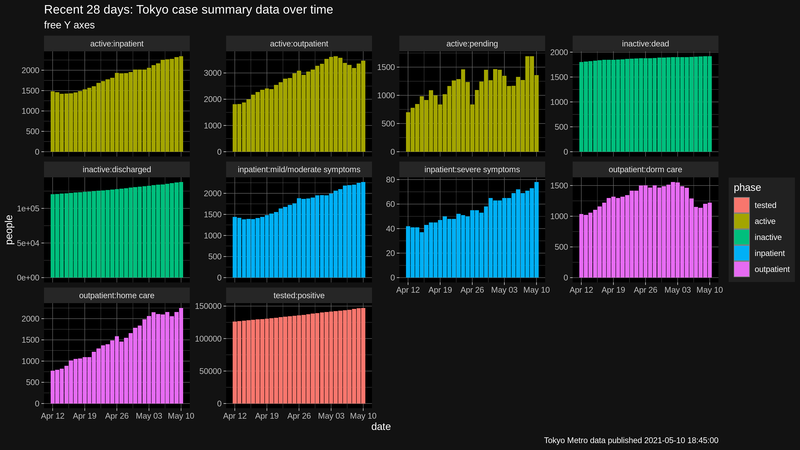 Recent 28 days: Tokyo case summary data over time
free Y axes
active:inpatient
active:outpatient
active:pending
inactive:dead
2000
1500
1000
500
0
3000
2000
1000
0
1500
1000
500
0
2000
1500
1000
500
0
inactive:discharged
inpatient:mild/moderate symptoms
inpatient:severe symptoms
outpatient:dorm care
1e+05
5e+04
0e+00
2000
1500
1000
500
0
80
60
40
20
0
1500
1000
500
0
Apr 12 Apr 19 Apr 26 May 03 May 10
Apr 12 Apr 19 Apr 26 May 03 May 10
outpatient:home care
tested:positive
2000
1500
1000
500
0
150000
100000
50000
0
Apr 12 Apr 19 Apr 26 May 03 May 10
Apr 12 Apr 19 Apr 26 May 03 May 10
people
date
phase
tested
active
inactive
inpatient
outpatient
Tokyo Metro data published 2021-05-10 18:45:00